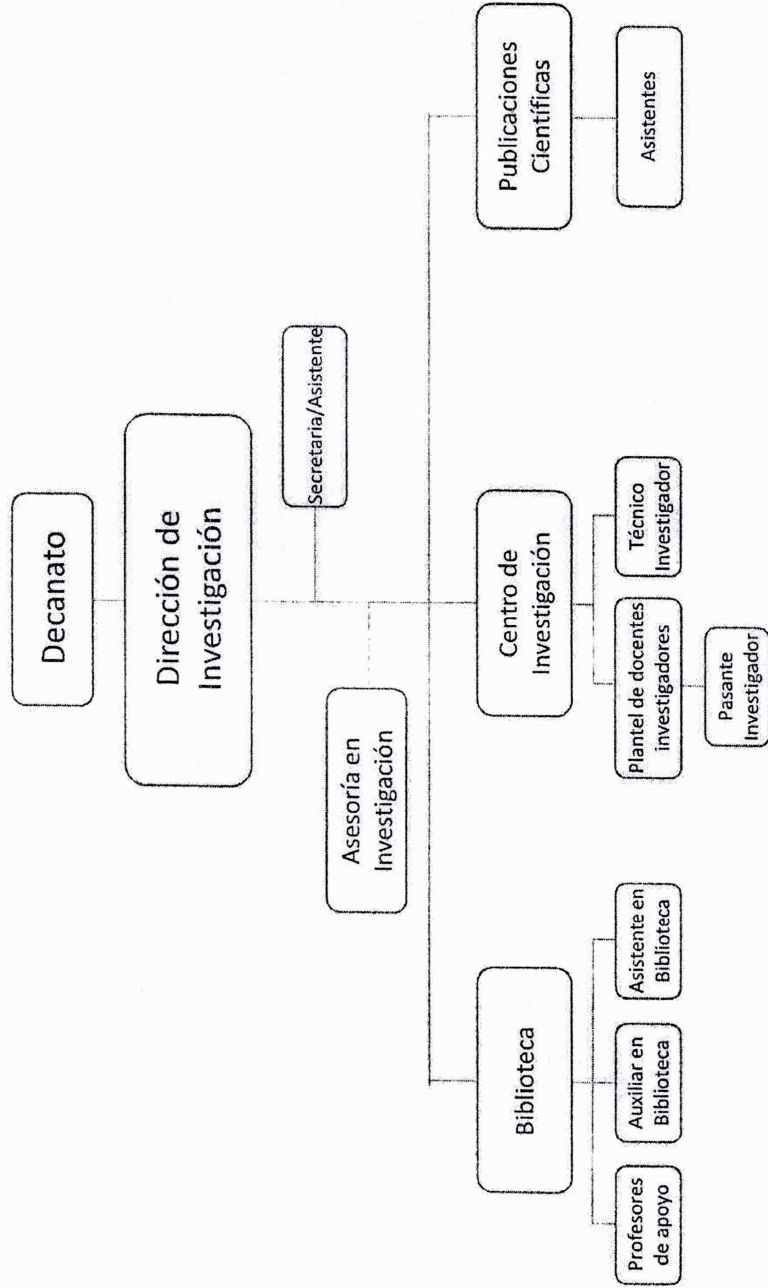 Decanato
Dirección de
Investigación
Secretaria/Asistente
Asesoría en
Investigación
Biblioteca
Centro de
Investigación
Publicaciones
Científicas
Profesores
de apoyo
Auxiliar en
Biblioteca
Asistente en
Biblioteca
Plantel de docentes
investigadores
Técnico
Investigador
Asistentes
Pasante
Investigador